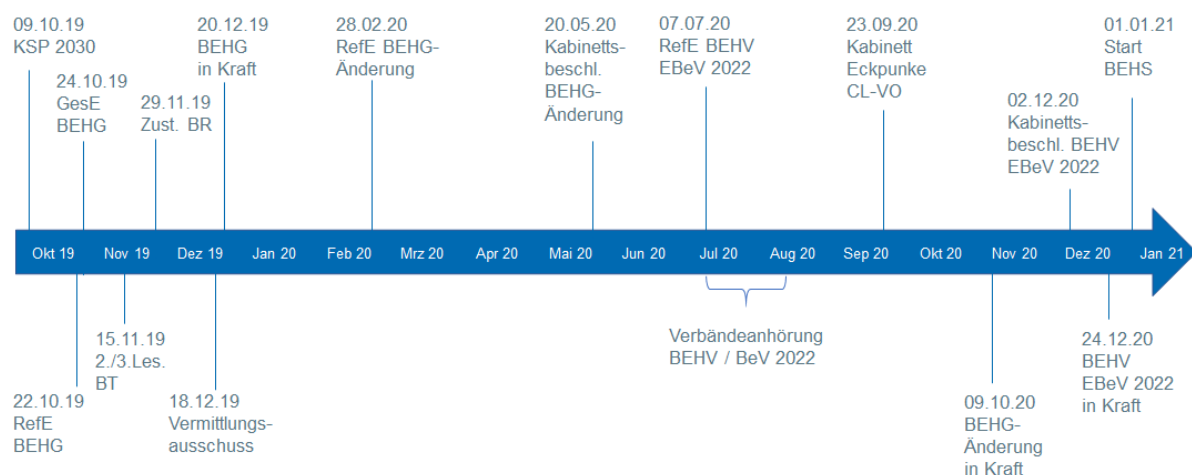 09.10.19
KSP 2030
24.10.19
GesE
BEHG
29.11.19
Zust. BR
20.12.19
BEHG
in Kraft
28.02.20
RefE BEHG-
Änderung
20.05.20
Kabinetts-
beschl.
BEHG-
Änderung
07.07.20
RefE BEHV
EBeV 2022
23.09.20
Kabinett
Eckpunke
CL-VO
02.12.20
Kabinetts-
beschl. BEHV
EBeV 2022
01.01.21
Start
BEHS
Okt 19 Nov 19 Dez 19 Jan 20 Feb 20 Mrz 20 Apr 20 Mai 20 Jun 20 Jul 20 Aug 20 Sep 20 Okt 20 Nov 20 Dez 20 Jan 21
22.10.19
RefE
BEHG
15.11.19
2./3.Les.
BT
18.12.19
Vermittlungs-
ausschuss
Verbändeanhörung
BEHV / BeV 2022
09.10.20
BEHG-
Änderung
in Kraft
24.12.20
BEHV
EBeV 2022
in Kraft